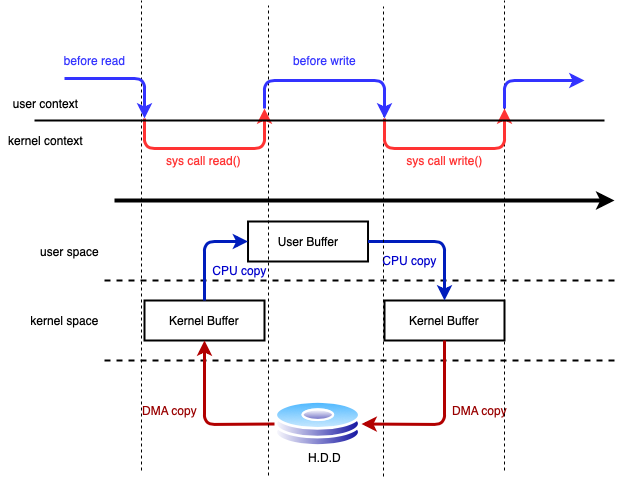 before read
before write
user context
kernel context
sys call read()
sys call write()
User Buffer
user space
CPU copy
CPU copy
kernel space
Kernel Buffer
Kernel Buffer
DMA copy
DMA copy
H.D.D